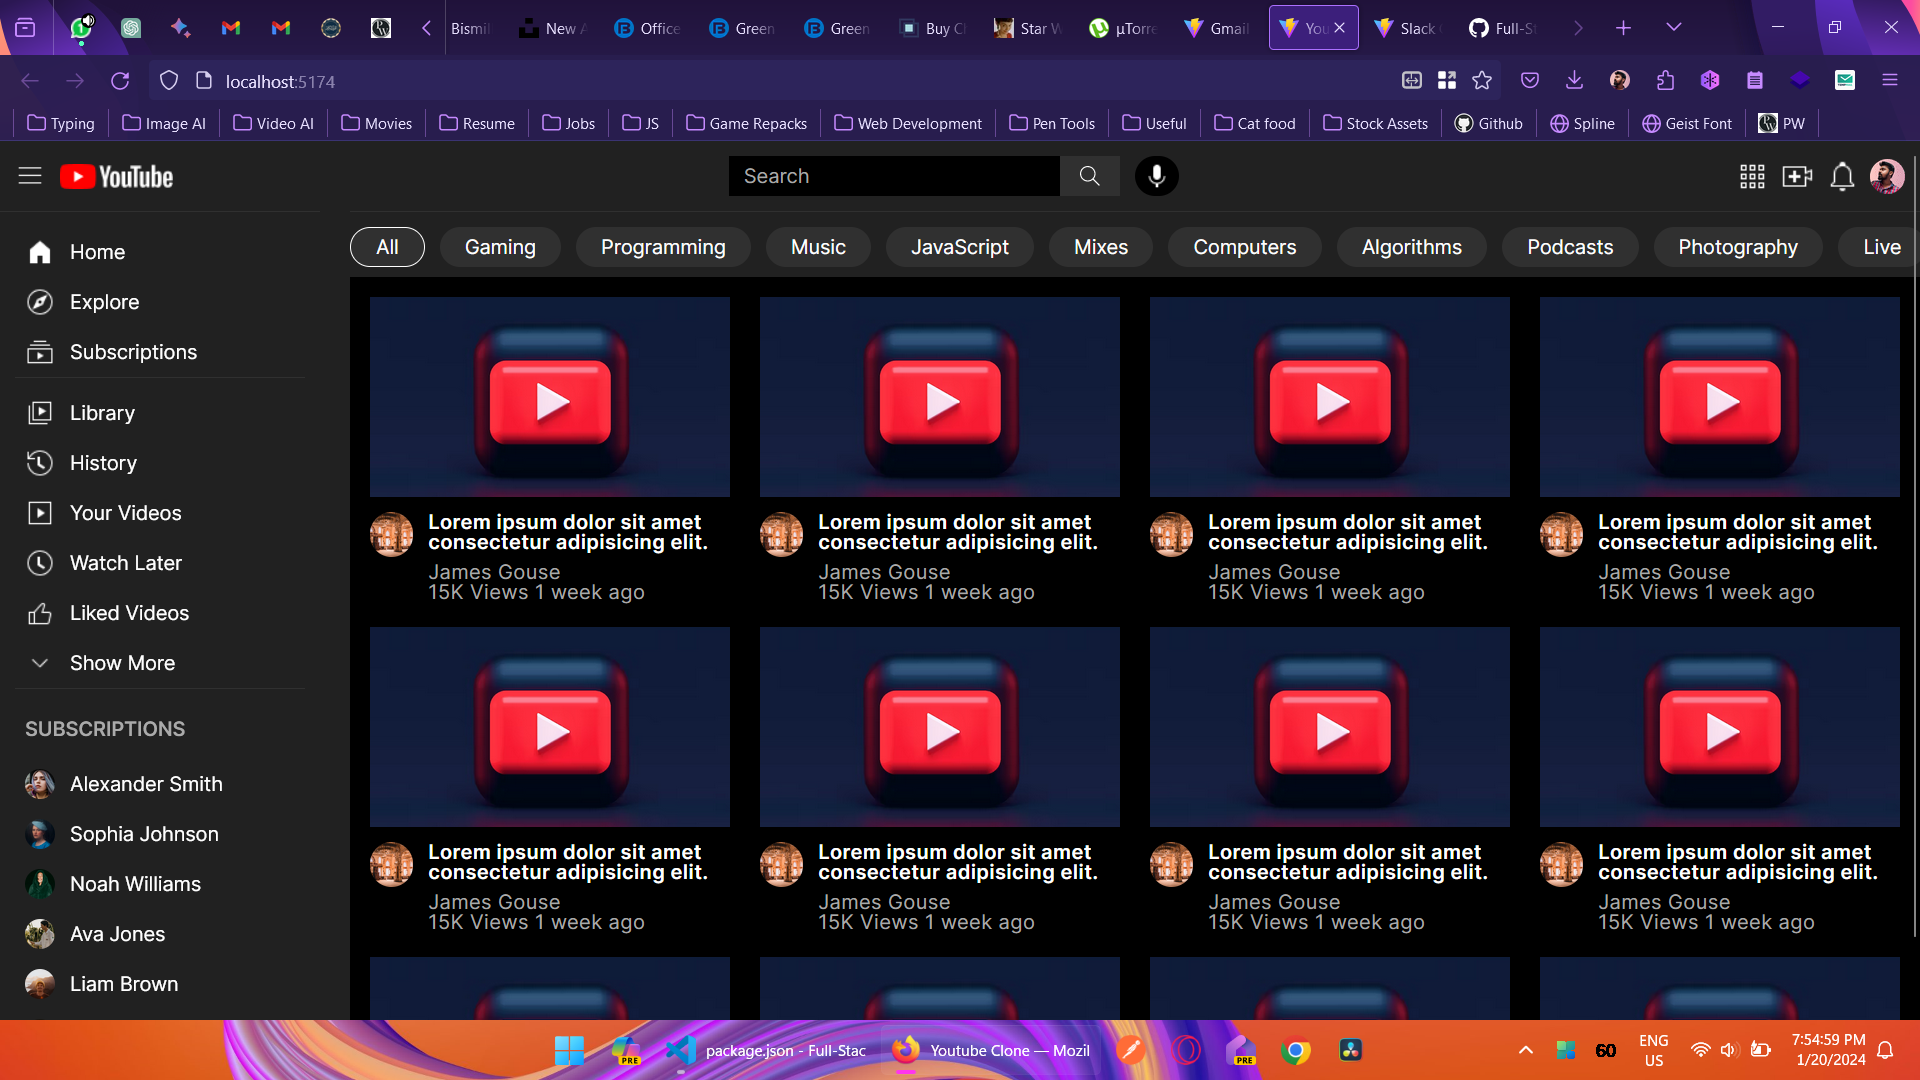 Bismil
New A
Office
Green
Green
Buy C
Star W
µTorre
Gmail
You
Slack
Full-S
localhost:5174
Typing
Image AI
Video AI
Movies
Resume
Jobs
JS
Game Repacks
Web Development
Pen Tools
Useful
Cat food
Stock Assets
Github
Spline
Geist Font
PW
YouTube
Search
All
Gaming
Programming
Music
JavaScript
Mixes
Computers
Algorithms
Podcasts
Photography
Live
Home
Explore
Subscriptions
Library
History
Your Videos
Watch Later
Liked Videos
Show More
SUBSCRIPTIONS
Alexander Smith
Sophia Johnson
Noah Williams
Ava Jones
Liam Brown
Lorem ipsum dolor sit amet
consectetur adipisicing elit.
James Gouse
15K Views 1 week ago
Lorem ipsum dolor sit amet
consectetur adipisicing elit.
James Gouse
15K Views 1 week ago
Lorem ipsum dolor sit amet
consectetur adipisicing elit.
James Gouse
15K Views 1 week ago
Lorem ipsum dolor sit amet
consectetur adipisicing elit.
James Gouse
15K Views 1 week ago
Lorem ipsum dolor sit amet
consectetur adipisicing elit.
James Gouse
15K Views 1 week ago
Lorem ipsum dolor sit amet
consectetur adipisicing elit.
James Gouse
15K Views 1 week ago
Lorem ipsum dolor sit amet
consectetur adipisicing elit.
James Gouse
15K Views 1 week ago
Lorem ipsum dolor sit amet
consectetur adipisicing elit.
James Gouse
15K Views 1 week ago
PRE
package.json - Full-Stac
Youtube Clone — Mozil
PRE
60
ENG
US
7:54:59 PM
1/20/2024